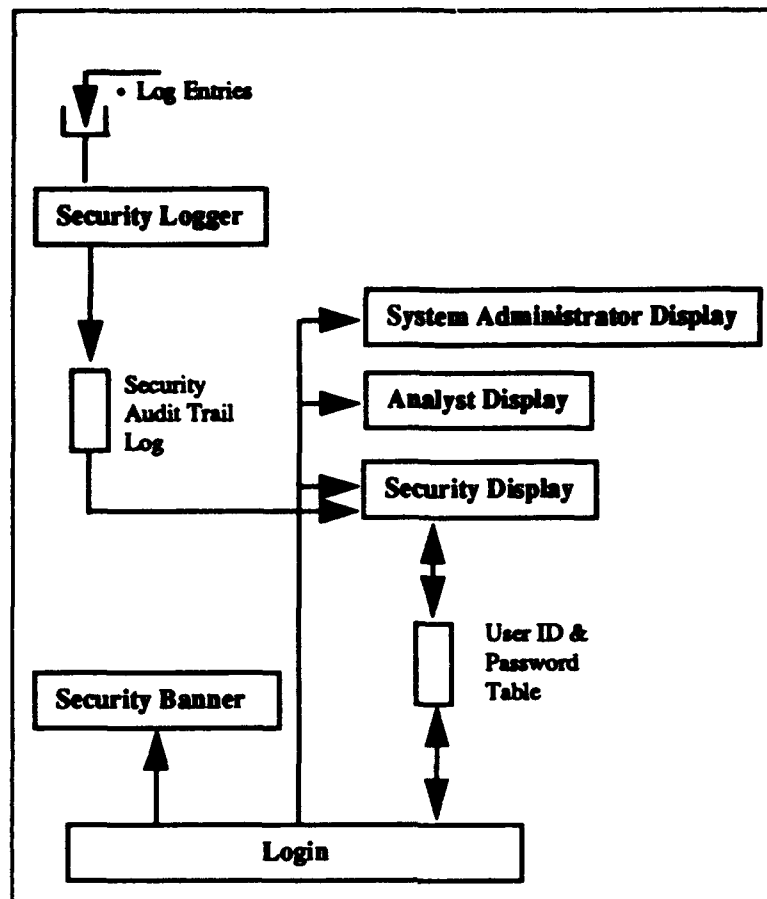 • Log Entries
Security Logger
System Administrator Display
Security
Audit Trail
Log
Analyst Display
Security Display
User ID &
Password
Table
Security Banner
Login